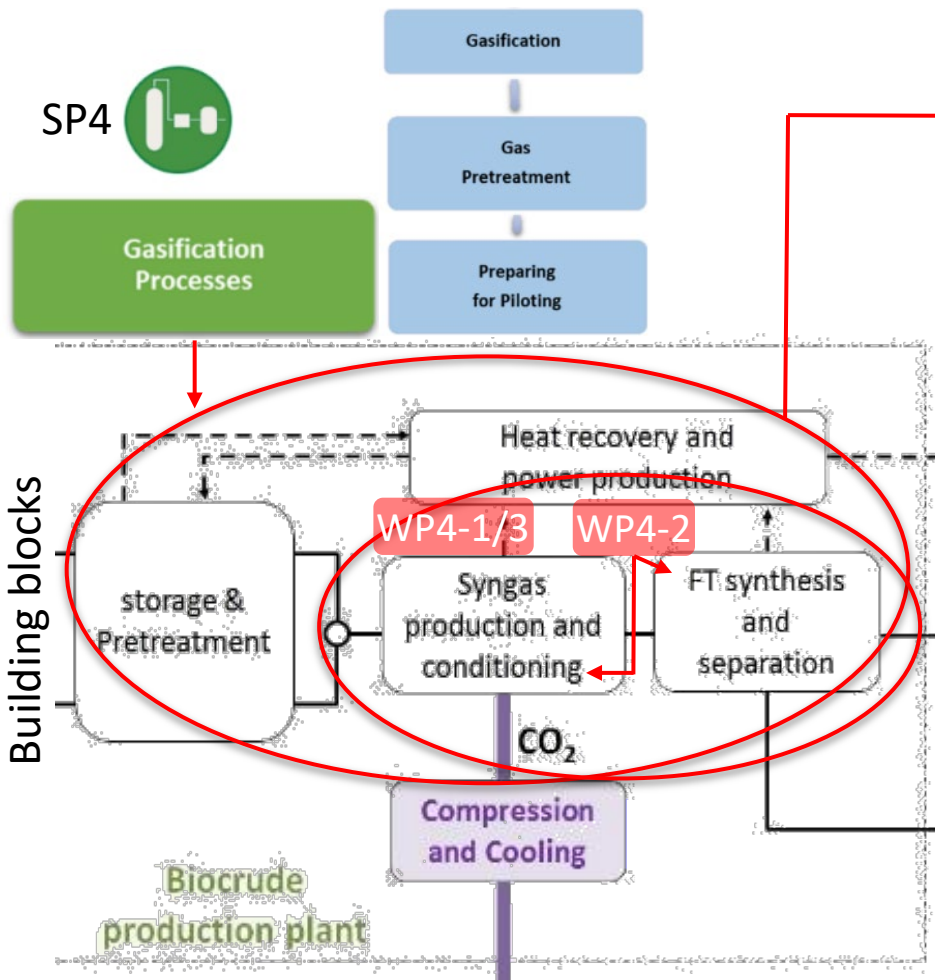 SP4
Gasification
Processes
Gasification
Gas
Pretreatment
Preparing
for Piloting
Building blocks
Heat recovery and
power production
WP4-1/3
WP4-2
storage &
Pretreatment
Syngas
production and
conditioning
FT synthesis
and
separation
CO₂
Compression
and Cooling
Biocrude
production plant